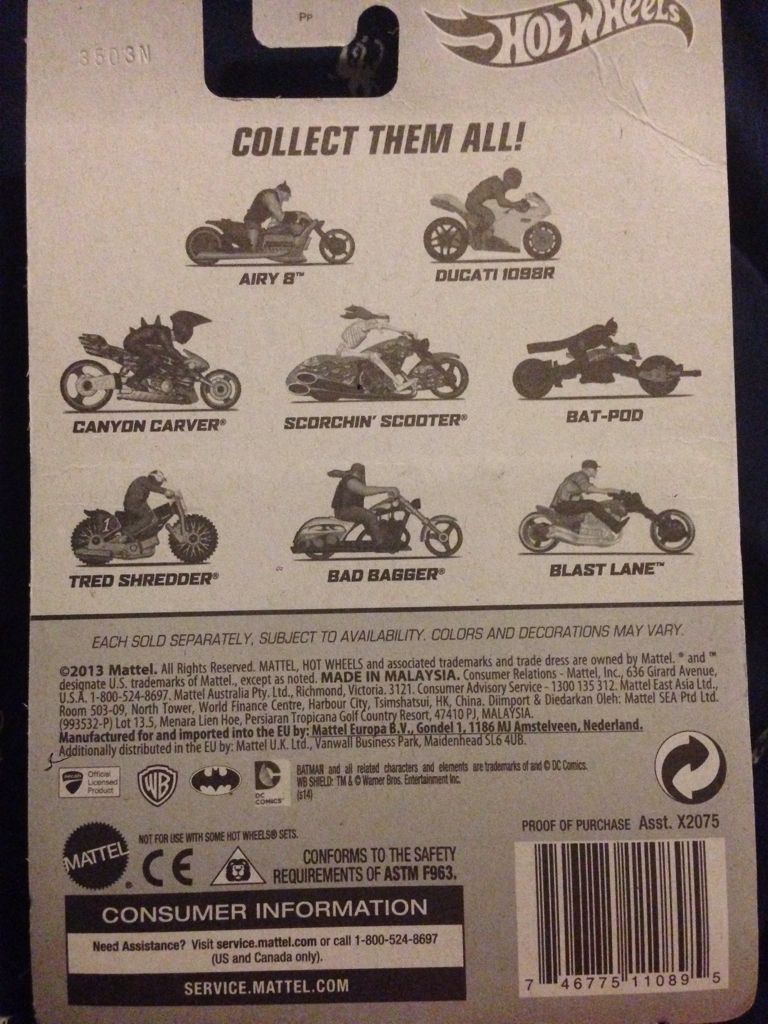 Pp
3503N
HOT WHEELS
COLLECT THEM ALL!
AIRY 8™
DUCATI 1098R
CANYON CARVER®
SCORCHIN' SCOOTER®
BAT-POD
1
TRED SHREDDER®
BAD BAGGER®
BLAST LANE™
EACH SOLD SEPARATELY, SUBJECT TO AVAILABILITY. COLORS AND DECORATIONS MAY VARY.
©2013 Mattel. All Rights Reserved. MATTEL, HOT WHEELS and associated trademarks and trade dress are owned by Mattel. ® and ™
designate U.S. trademarks of Mattel., except as noted. MADE IN MALAYSIA. Consumer Relations - Mattel, Inc., 636 Girard Avenue,
U.S.A. 1-800-524-8697. Mattel Australia Pty. Ltd., Richmond, Victoria. 3121. Consumer Advisory Service - 1300 135 312. Mattel East Asia Ltd.,
Room 503-09, North Tower, World Finance Centre, Harbour City, Tsimshatsui, HK, China. Diimport & Diedarkan Oleh: Mattel SEA Ptd Ltd.
(993532-P) Lot 13.5, Menara Lien Hoe, Persiaran Tropicana Golf Country Resort, 47410 PJ, MALAYSIA.
Manufactured for and imported into the EU by: Mattel Europa B.V., Gondel 1, 1186 MJ Amstelveen, Nederland.
Additionally distributed in the EU by: Mattel U.K. Ltd., Vanwall Business Park, Maidenhead SL6 4UB.
DUCATI
Official
Licensed
Product
WB
DC
COMICS™
BATMAN and all related characters and elements are trademarks of and © DC Comics.
WB SHIELD: TM & © Warner Bros. Entertainment Inc.
(s14)
PROOF OF PURCHASE Asst. X2075
NOT FOR USE WITH SOME HOT WHEELS® SETS.
MATTEL®
CE
CONFORMS TO THE SAFETY
REQUIREMENTS OF ASTM F963.
CONSUMER INFORMATION
Need Assistance? Visit service.mattel.com or call 1-800-524-8697
(US and Canada only).
SERVICE.MATTEL.COM
7 46775 11089 5